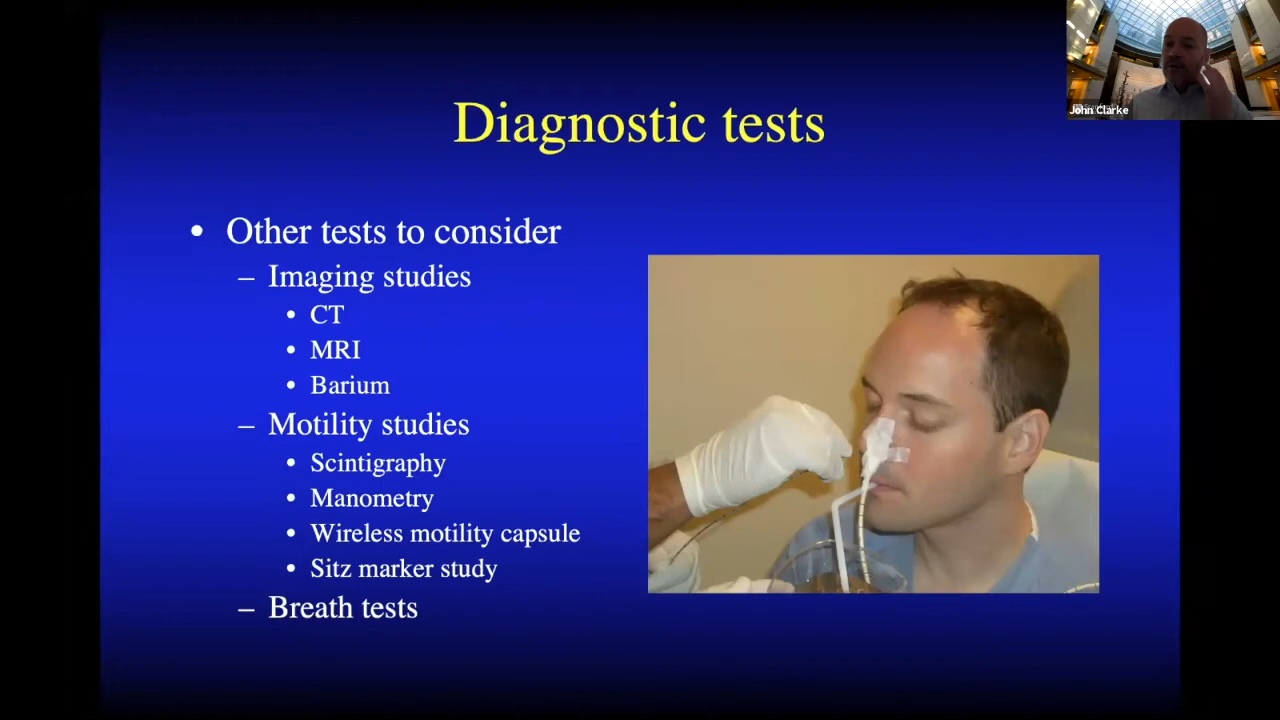 Diagnostic tests
• Other tests to consider
– Imaging studies
• CT
• MRI
• Barium
– Motility studies
• Scintigraphy
• Manometry
• Wireless motility capsule
• Sitz marker study
– Breath tests
John Clarke